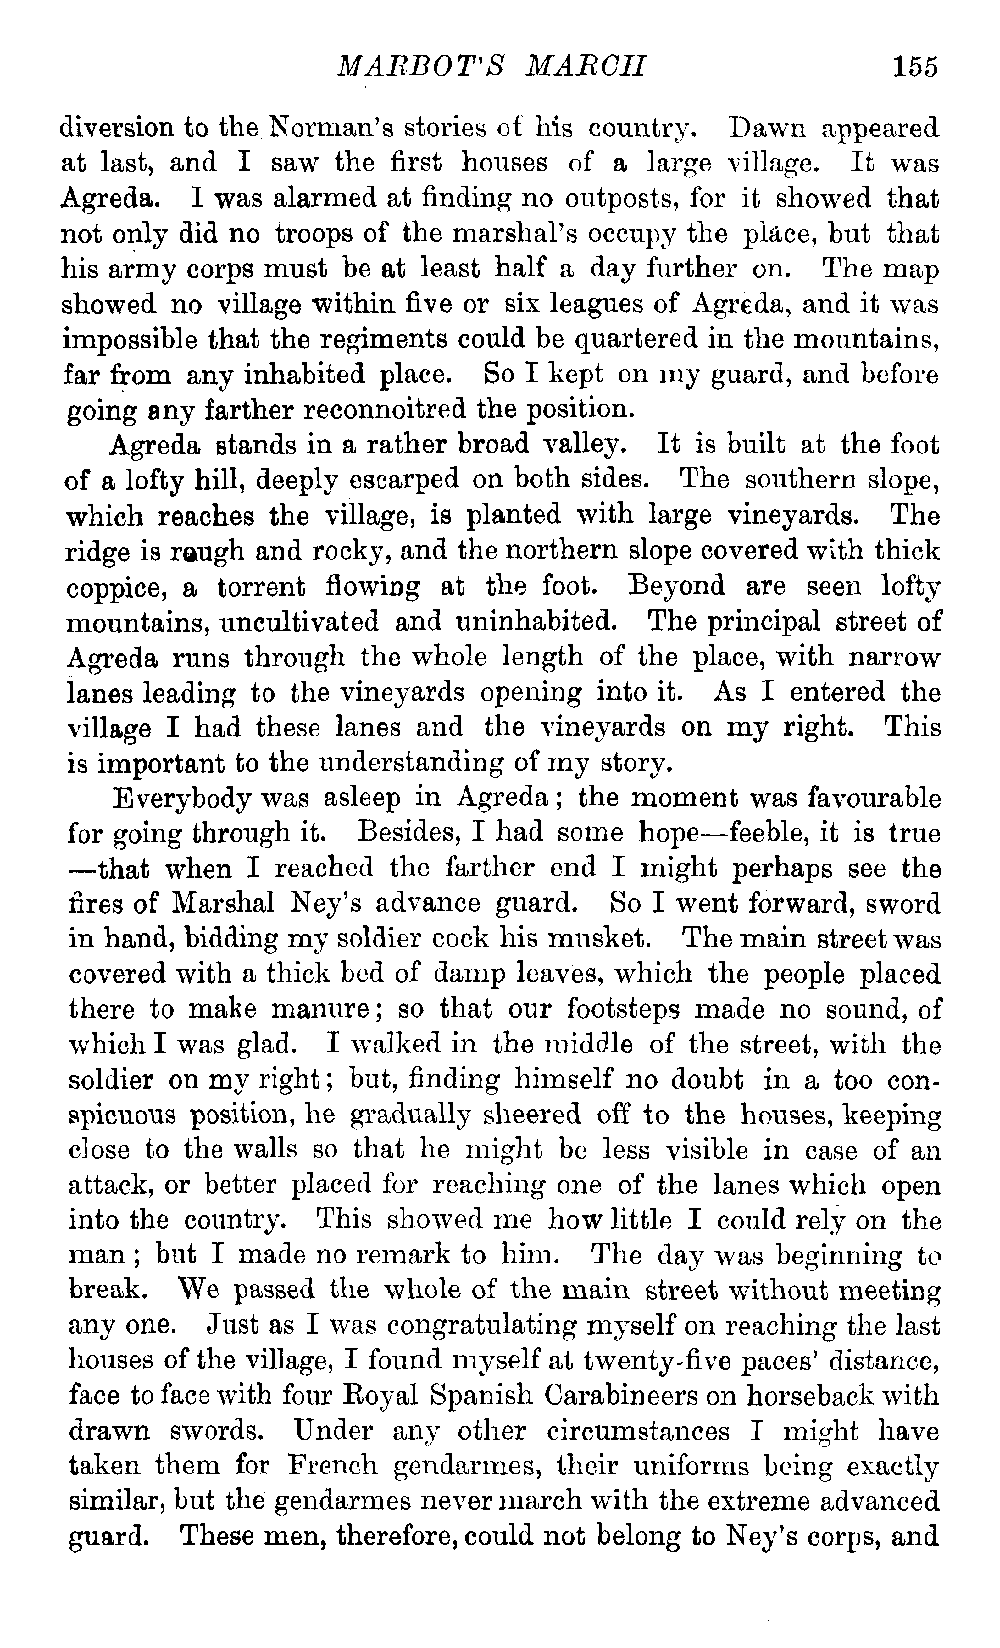 MARBOT'S MARCH 155
diversion to the Norman's stories of his country. Dawn appeared
at last, and I saw the first houses of a large village. It was
Agreda. I was alarmed at finding no outposts, for it showed that
not only did no troops of the marshal's occupy the place, but that
his army corps must be at least half a day further on. The map
showed no village within five or six leagues of Agreda, and it was
impossible that the regiments could be quartered in the mountains,
far from any inhabited place. So I kept on my guard, and before
going any farther reconnoitred the position.
Agreda stands in a rather broad valley. It is built at the foot
of a lofty hill, deeply escarped on both sides. The southern slope,
which reaches the village, is planted with large vineyards. The
ridge is rough and rocky, and the northern slope covered with thick
coppice, a torrent flowing at the foot. Beyond are seen lofty
mountains, uncultivated and uninhabited. The principal street of
Agreda runs through the whole length of the place, with narrow
lanes leading to the vineyards opening into it. As I entered the
village I had these lanes and the vineyards on my right. This
is important to the understanding of my story.
Everybody was asleep in Agreda; the moment was favourable
for going through it. Besides, I had some hope—feeble, it is true
—that when I reached the farther end I might perhaps see the
fires of Marshal Ney's advance guard. So I went forward, sword
in hand, bidding my soldier cock his musket. The main street was
covered with a thick bed of damp leaves, which the people placed
there to make manure; so that our footsteps made no sound, of
which I was glad. I walked in the middle of the street, with the
soldier on my right; but, finding himself no doubt in a too con-
spicuous position, he gradually sheered off to the houses, keeping
close to the walls so that he might be less visible in case of an
attack, or better placed for reaching one of the lanes which open
into the country. This showed me how little I could rely on the
man; but I made no remark to him. The day was beginning to
break. We passed the whole of the main street without meeting
any one. Just as I was congratulating myself on reaching the last
houses of the village, I found myself at twenty-five paces' distance,
face to face with four Royal Spanish Carabineers on horseback with
drawn swords. Under any other circumstances I might have
taken them for French gendarmes, their uniforms being exactly
similar, but the gendarmes never march with the extreme advanced
guard. These men, therefore, could not belong to Ney's corps, and